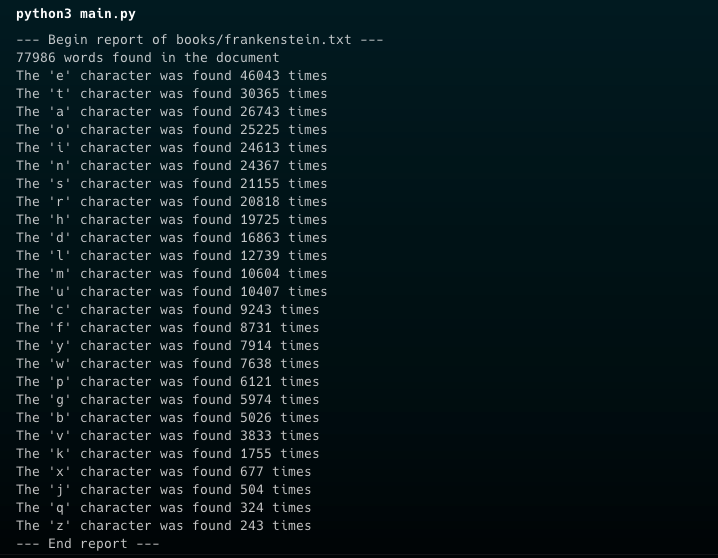 python3 main.py
--- Begin report of books/frankenstein.txt ---
77986 words found in the document
The 'e' character was found 46043 times
The 't' character was found 30365 times
The 'a' character was found 26743 times
The 'o' character was found 25225 times
The 'i' character was found 24613 times
The 'n' character was found 24367 times
The 's' character was found 21155 times
The 'r' character was found 20818 times
The 'h' character was found 19725 times
The 'd' character was found 16863 times
The 'l' character was found 12739 times
The 'm' character was found 10604 times
The 'u' character was found 10407 times
The 'c' character was found 9243 times
The 'f' character was found 8731 times
The 'y' character was found 7914 times
The 'w' character was found 7638 times
The 'p' character was found 6121 times
The 'g' character was found 5974 times
The 'b' character was found 5026 times
The 'v' character was found 3833 times
The 'k' character was found 1755 times
The 'x' character was found 677 times
The 'j' character was found 504 times
The 'q' character was found 324 times
The 'z' character was found 243 times
--- End report ---